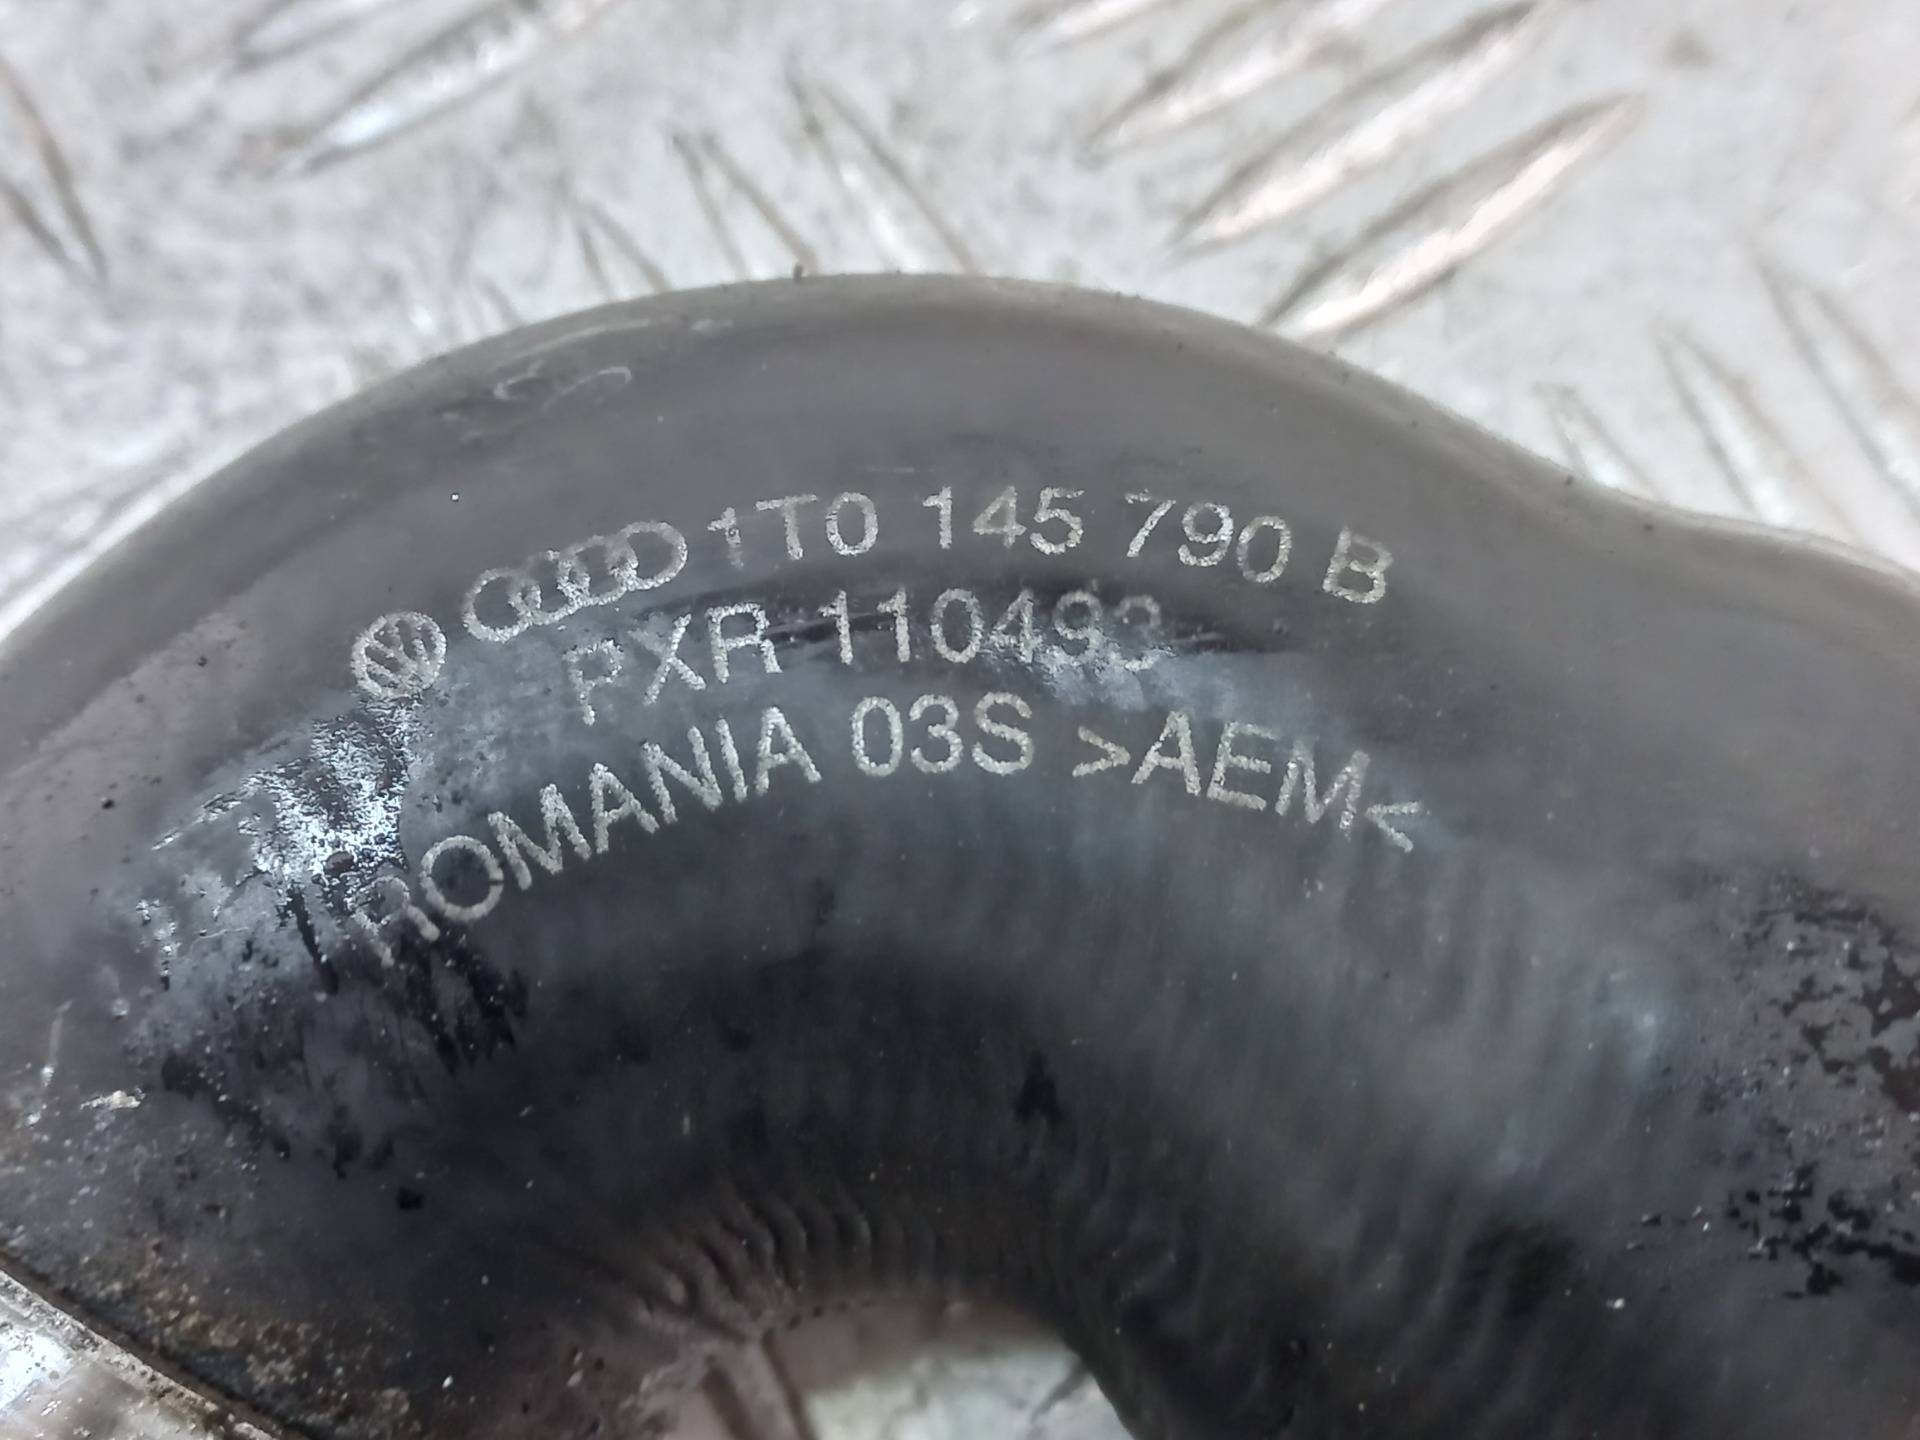 1T0 145 790 B
PXR 110493
ROMANIA 03S >AEM<